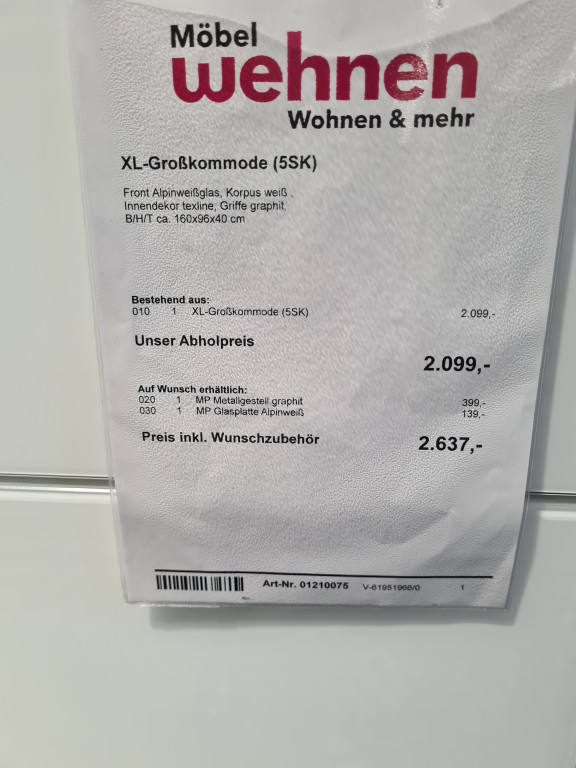 Möbel
wehnen
Wohnen & mehr
XL-Großkommode (5SK)
Front Alpinweißglas, Korpus weiß ,
Innendekor texline, Griffe graphit,
B/H/T ca. 160x96x40 cm
Bestehend aus:
010 1 XL-Großkommode (5SK) 2.099,-
Unser Abholpreis
2.099,-
Auf Wunsch erhältlich:
020 1 MP Metallgestell graphit 399,-
030 1 MP Glasplatte Alpinweiß 139,-
Preis inkl. Wunschzubehör 2.637,-
Art-Nr. 01210075 V-61951966/0 1